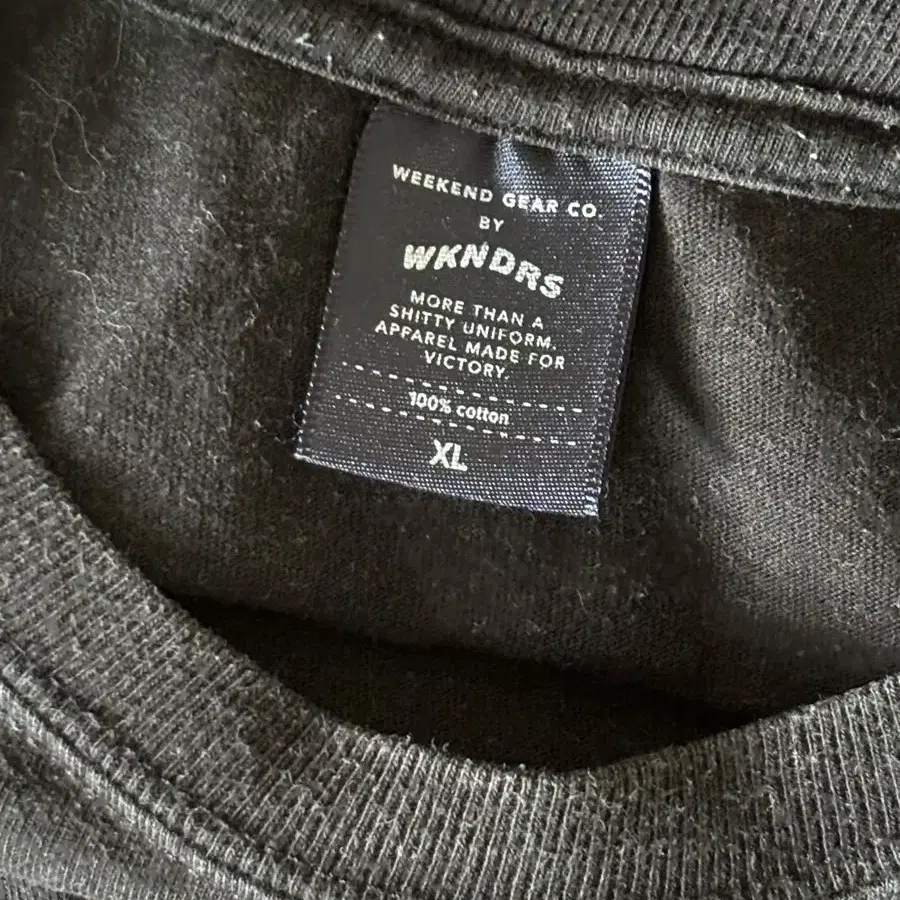 WEEKEND GEAR CO.
BY
WKNDRS
MORE THAN A
SHITTY UNIFORM.
APPAREL MADE FOR
VICTORY.
100% cotton
XL